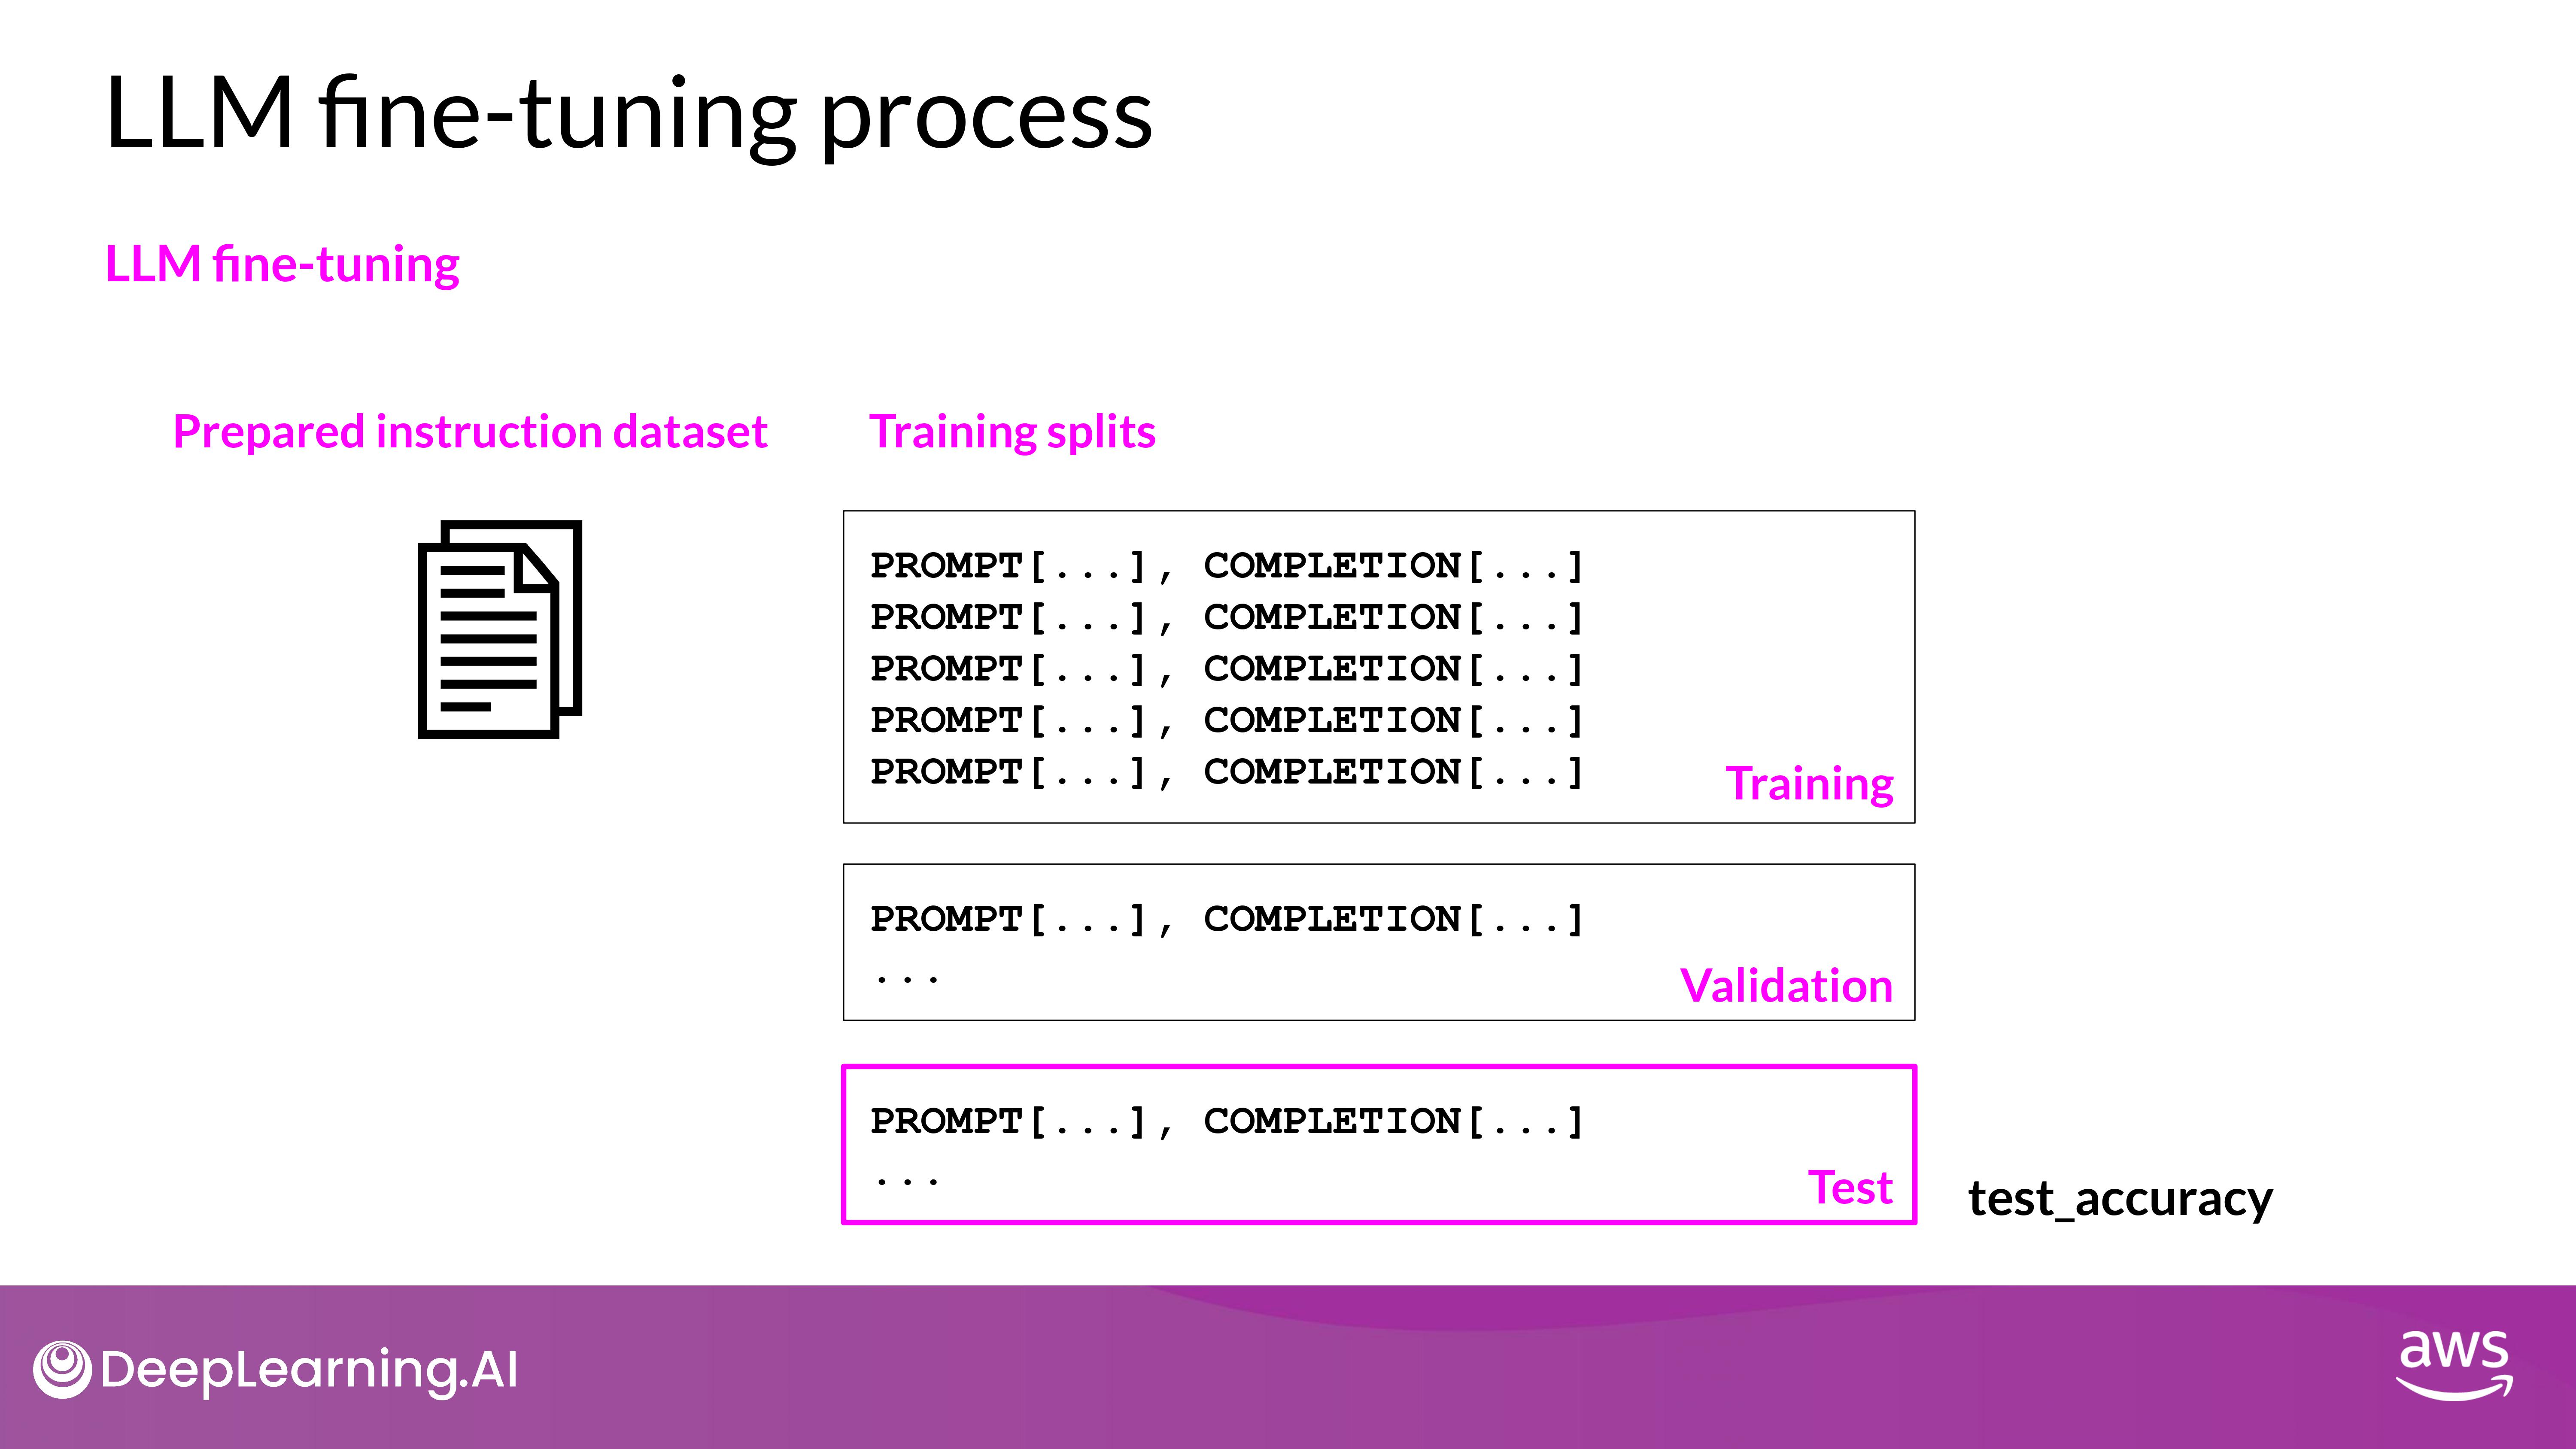 LLM fine-tuning process
LLM fine-tuning
Prepared instruction dataset
Training splits
PROMPT[...], COMPLETION[...]
PROMPT[...], COMPLETION[...]
PROMPT[...], COMPLETION[...]
PROMPT[...], COMPLETION[...]
PROMPT[...], COMPLETION[...]
Training
PROMPT[...], COMPLETION[...]
...
Validation
PROMPT[...], COMPLETION[...]
...
Test
test_accuracy
DeepLearning.AI
aws